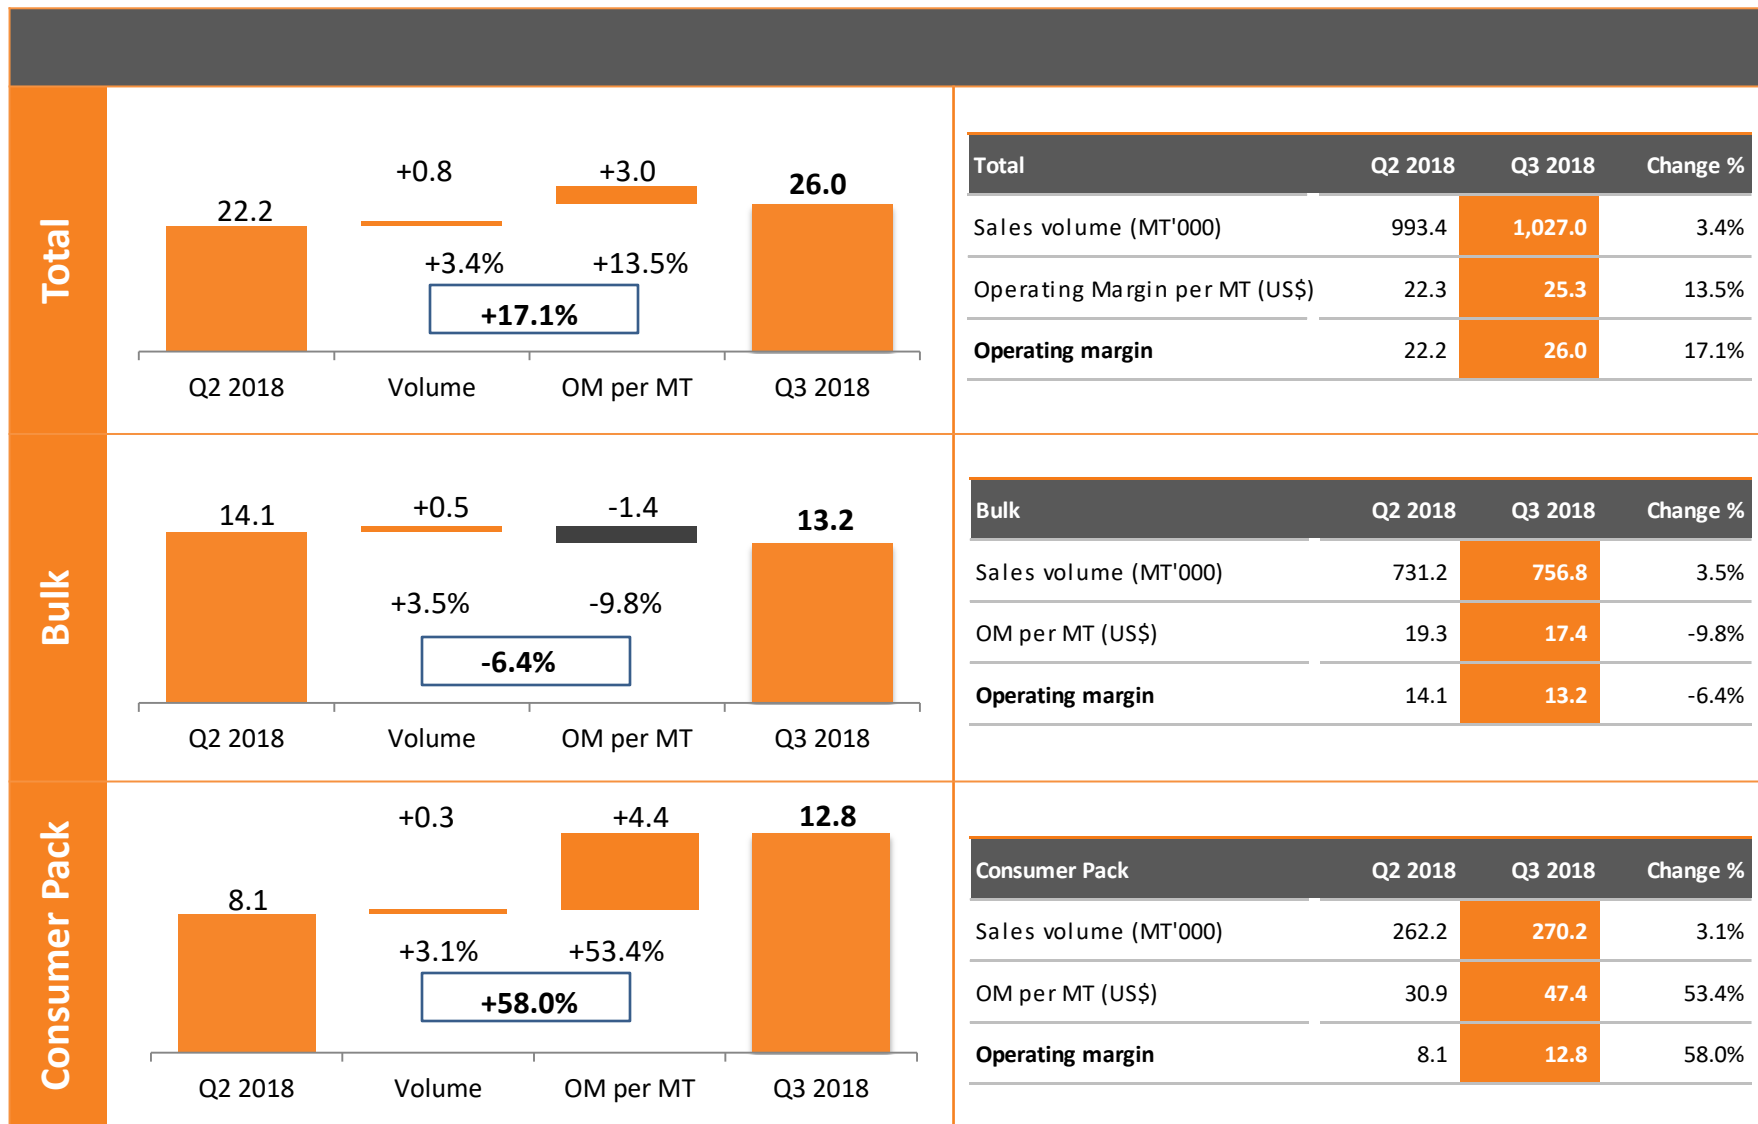 Total
22.2
+0.8
+3.0
26.0
+3.4%
+13.5%
+17.1%
Q2 2018
Volume
OM per MT
Q3 2018
Total Q2 2018 Q3 2018 Change %
Sales volume (MT'000) 993.4 1,027.0 3.4%
Operating Margin per MT (US$) 22.3 25.3 13.5%
Operating margin 22.2 26.0 17.1%
Bulk
14.1
+0.5
-1.4
13.2
+3.5%
-9.8%
-6.4%
Q2 2018
Volume
OM per MT
Q3 2018
Bulk Q2 2018 Q3 2018 Change %
Sales volume (MT'000) 731.2 756.8 3.5%
OM per MT (US$) 19.3 17.4 -9.8%
Operating margin 14.1 13.2 -6.4%
Consumer Pack
8.1
+0.3
+4.4
12.8
+3.1%
+53.4%
+58.0%
Q2 2018
Volume
OM per MT
Q3 2018
Consumer Pack Q2 2018 Q3 2018 Change %
Sales volume (MT'000) 262.2 270.2 3.1%
OM per MT (US$) 30.9 47.4 53.4%
Operating margin 8.1 12.8 58.0%